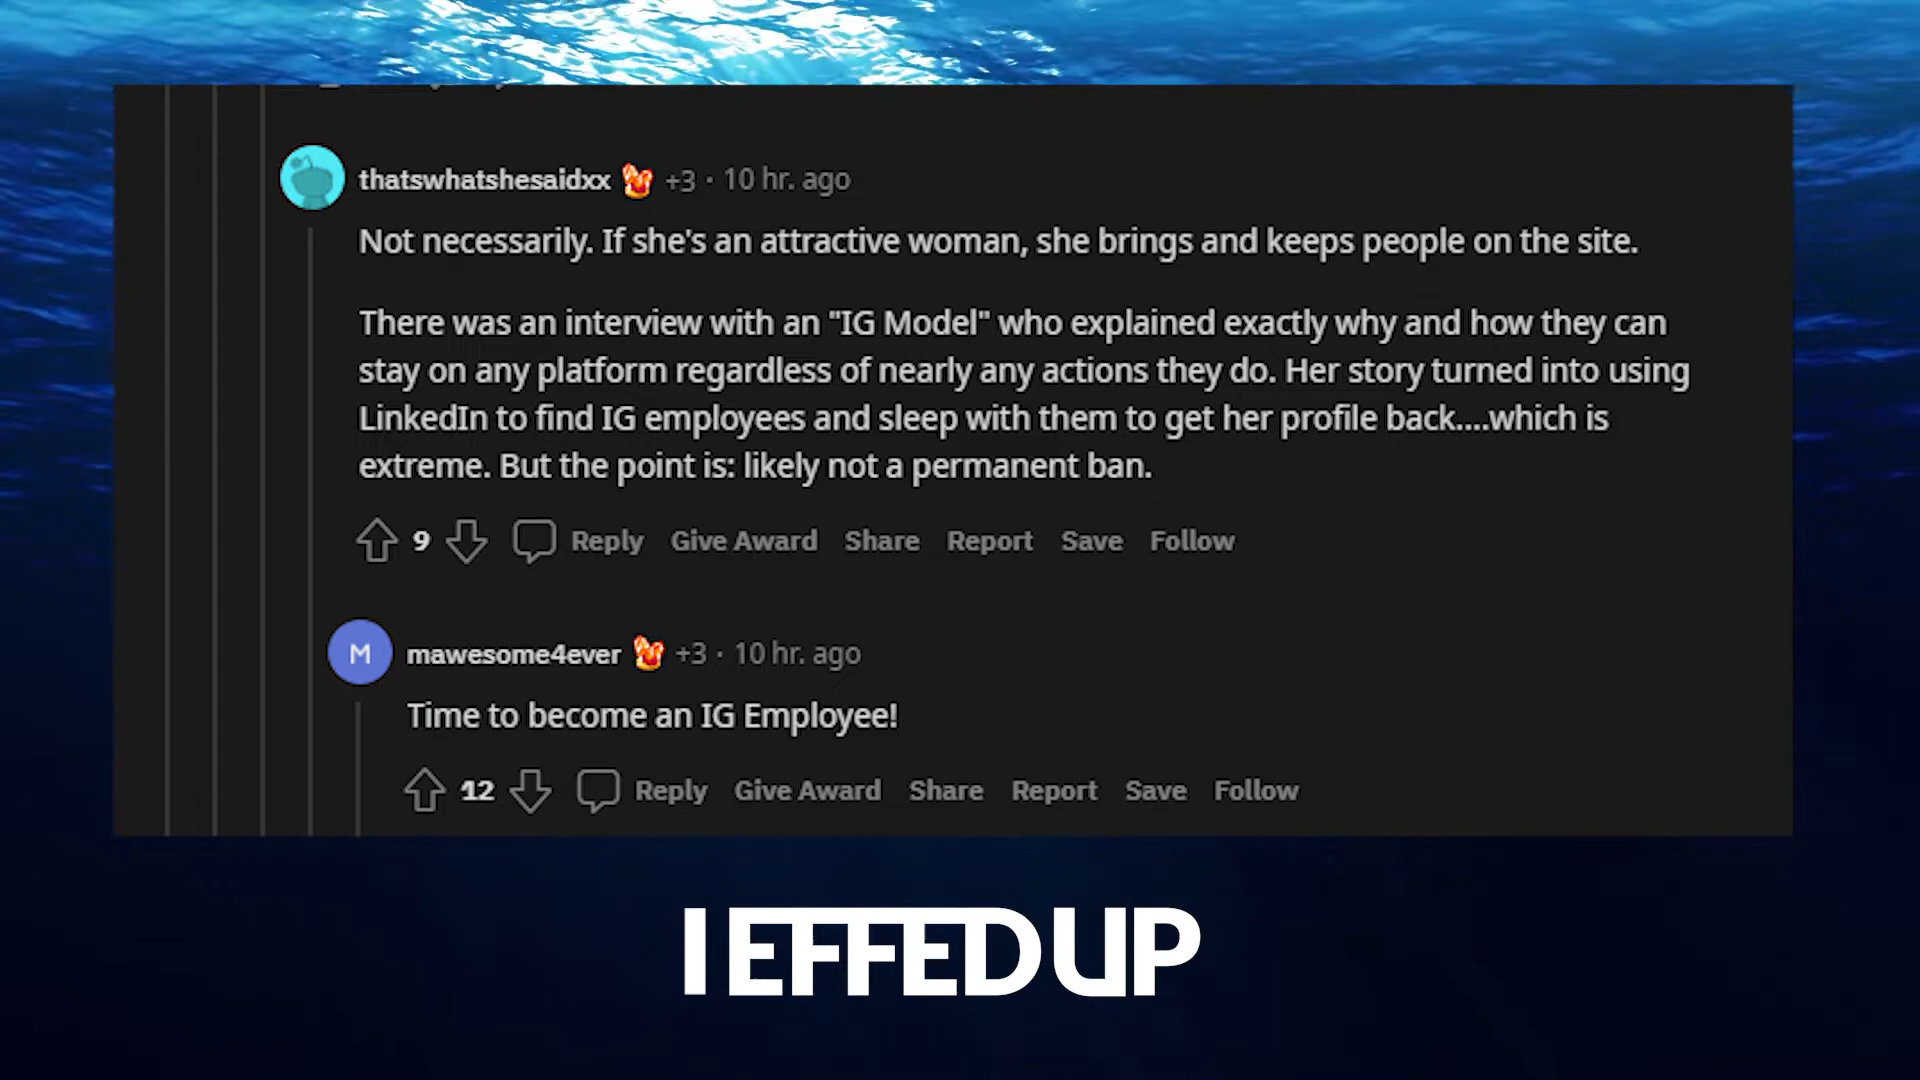 thatswhatshesaidxx +3 · 10 hr. ago
Not necessarily. If she's an attractive woman, she brings and keeps people on the site.
There was an interview with an "IG Model" who explained exactly why and how they can
stay on any platform regardless of nearly any actions they do. Her story turned into using
LinkedIn to find IG employees and sleep with them to get her profile back....which is
extreme. But the point is: likely not a permanent ban.
9 Reply Give Award Share Report Save Follow
M mawesome4ever +3 · 10 hr. ago
Time to become an IG Employee!
12 Reply Give Award Share Report Save Follow
I EFFED UP